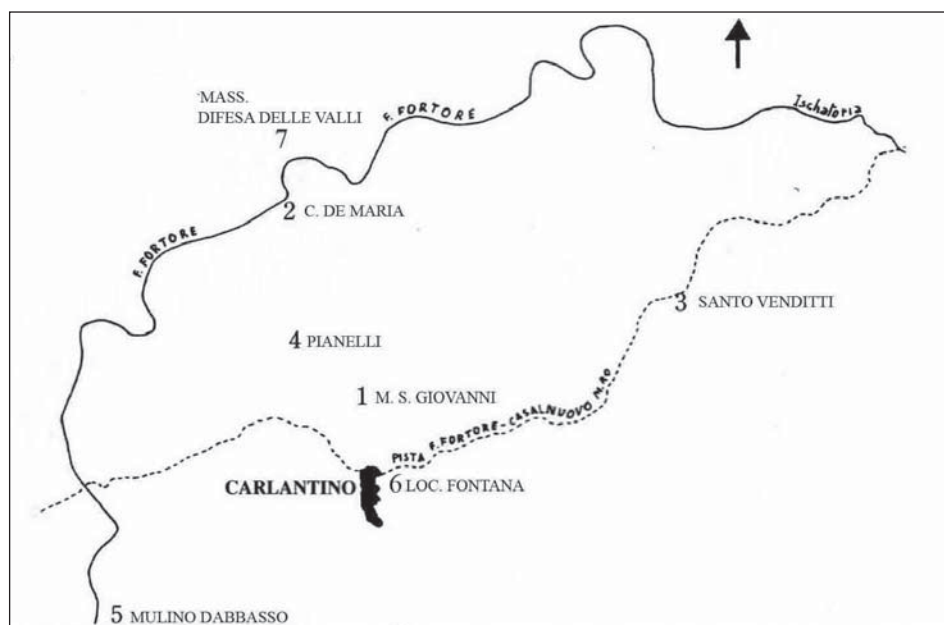 MASS.
DIFESA DELLE VALLI
7
F. FORTORE
Ischatoria
2 C. DE MARIA
F. FORTORE
3 SANTO VENDITTI
4 PIANELLI
1 M. S. GIOVANNI
PISTA F. FORTORE-CASALNUOVO M.RO
CARLANTINO
6 LOC. FONTANA
5 MULINO DABBASSO